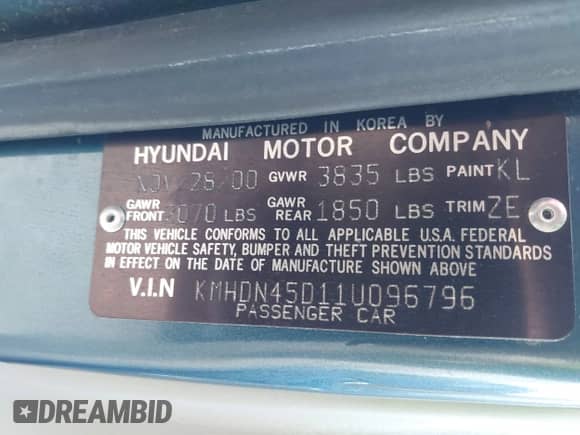 MANUFACTURED IN KOREA BY
HYUNDAI MOTOR COMPANY
NOV/28/00 GVWR 3835 LBS PAINT KL
GAWR FRONT 2070 LBS GAWR REAR 1850 LBS TRIM ZE
THIS VEHICLE CONFORMS TO ALL APPLICABLE U.S.A. FEDERAL
MOTOR VEHICLE SAFETY, BUMPER AND THEFT PREVENTION STANDARDS
IN EFFECT ON THE DATE OF MANUFACTURE SHOWN ABOVE
V.I.N KMHDN45D11U096796
PASSENGER CAR
DREAMBID